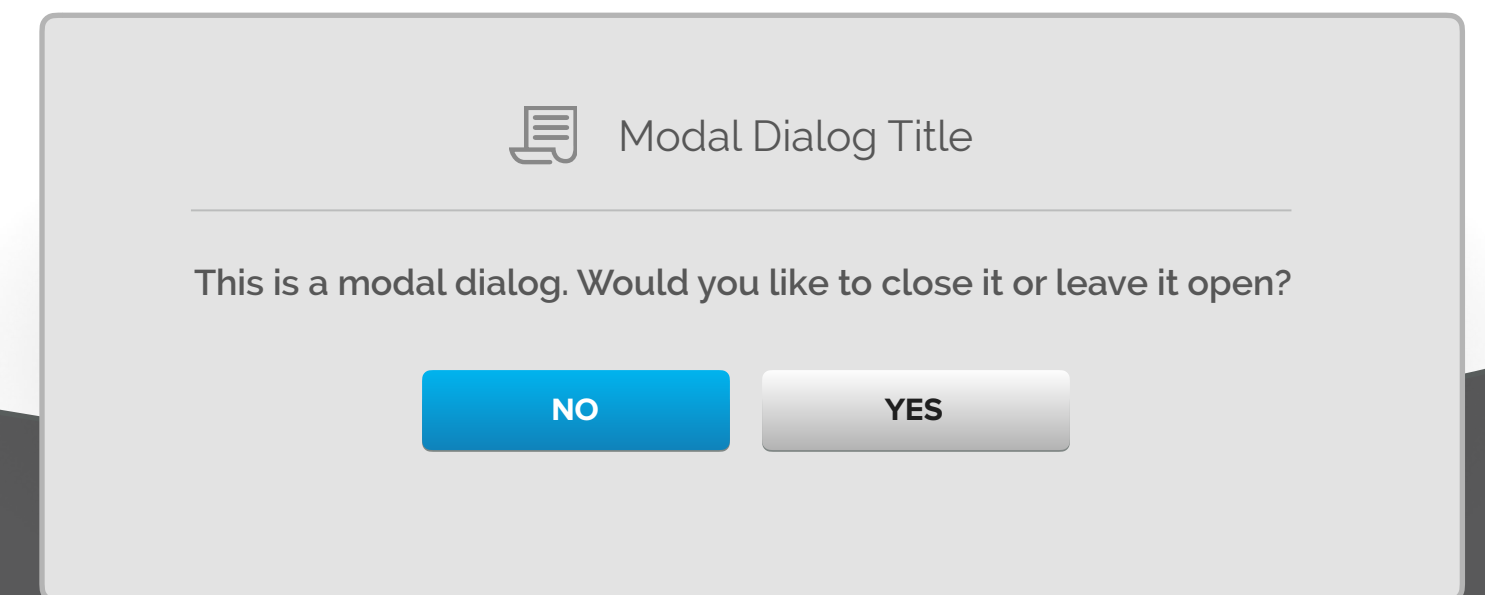 Modal Dialog Title
This is a modal dialog. Would you like to close it or leave it open?
NO
YES